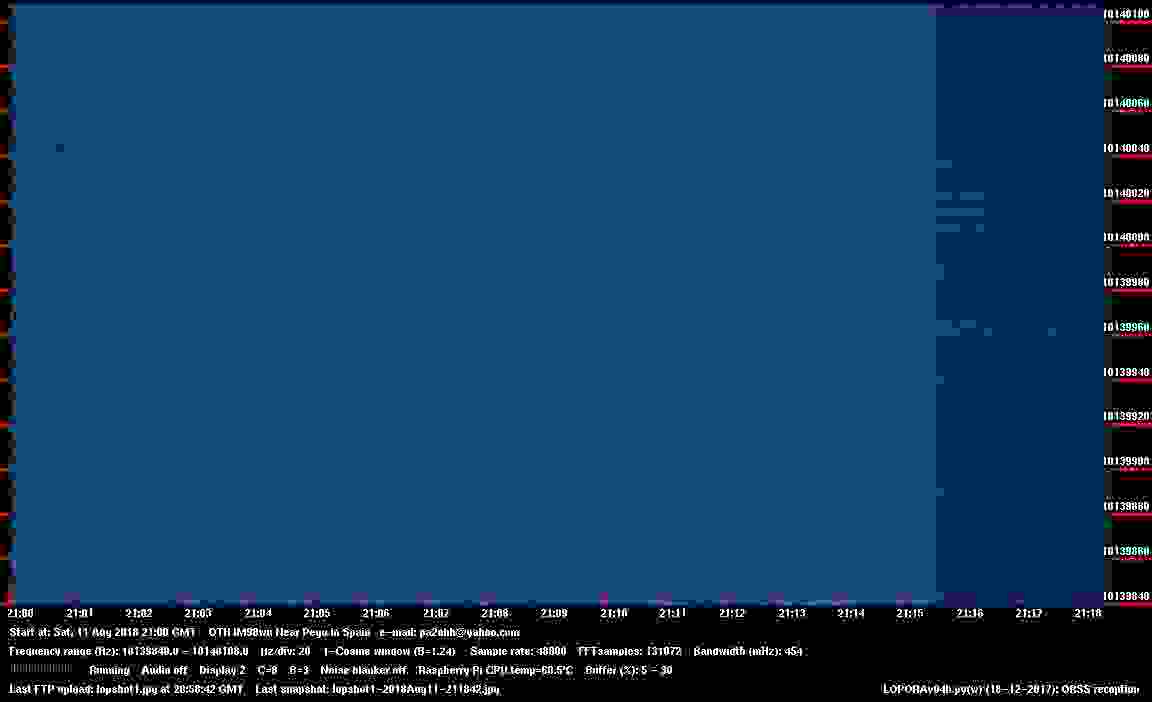 10140100
10140080
10140060
10140040
10140020
10140000
10139980
10139960
10139940
10139920
10139900
10139880
10139860
10139840
21:00 21:01 21:02 21:03 21:04 21:05 21:06 21:07 21:08 21:09 21:10 21:11 21:12 21:13 21:14 21:15 21:16 21:17 21:18
Start at: Sat, 11 Aug 2018 21:00 GMT QTH IM98wu Near Pego in Spain e-mail: pa2ohh@yahoo.com
Frequency range (Hz): 10139840.0 - 10140108.0 Hz/div: 20 1-Cosine window (B=1.24) Sample rate: 48000 FFTsamples: 131072 Bandwidth (mHz): 454
Running Audio off Display 2 C=8 B=3 Noise blanker off Raspberry Pi CPU temp=60.5°C Buffer (%): 5 - 30
Last FTP upload: lopshot1.jpg at 20:58:42 GMT Last snapshot: lopshot1-2018Aug11-211842.jpg
LOPORAv04b.py(w) (18-12-2017): QRSS reception